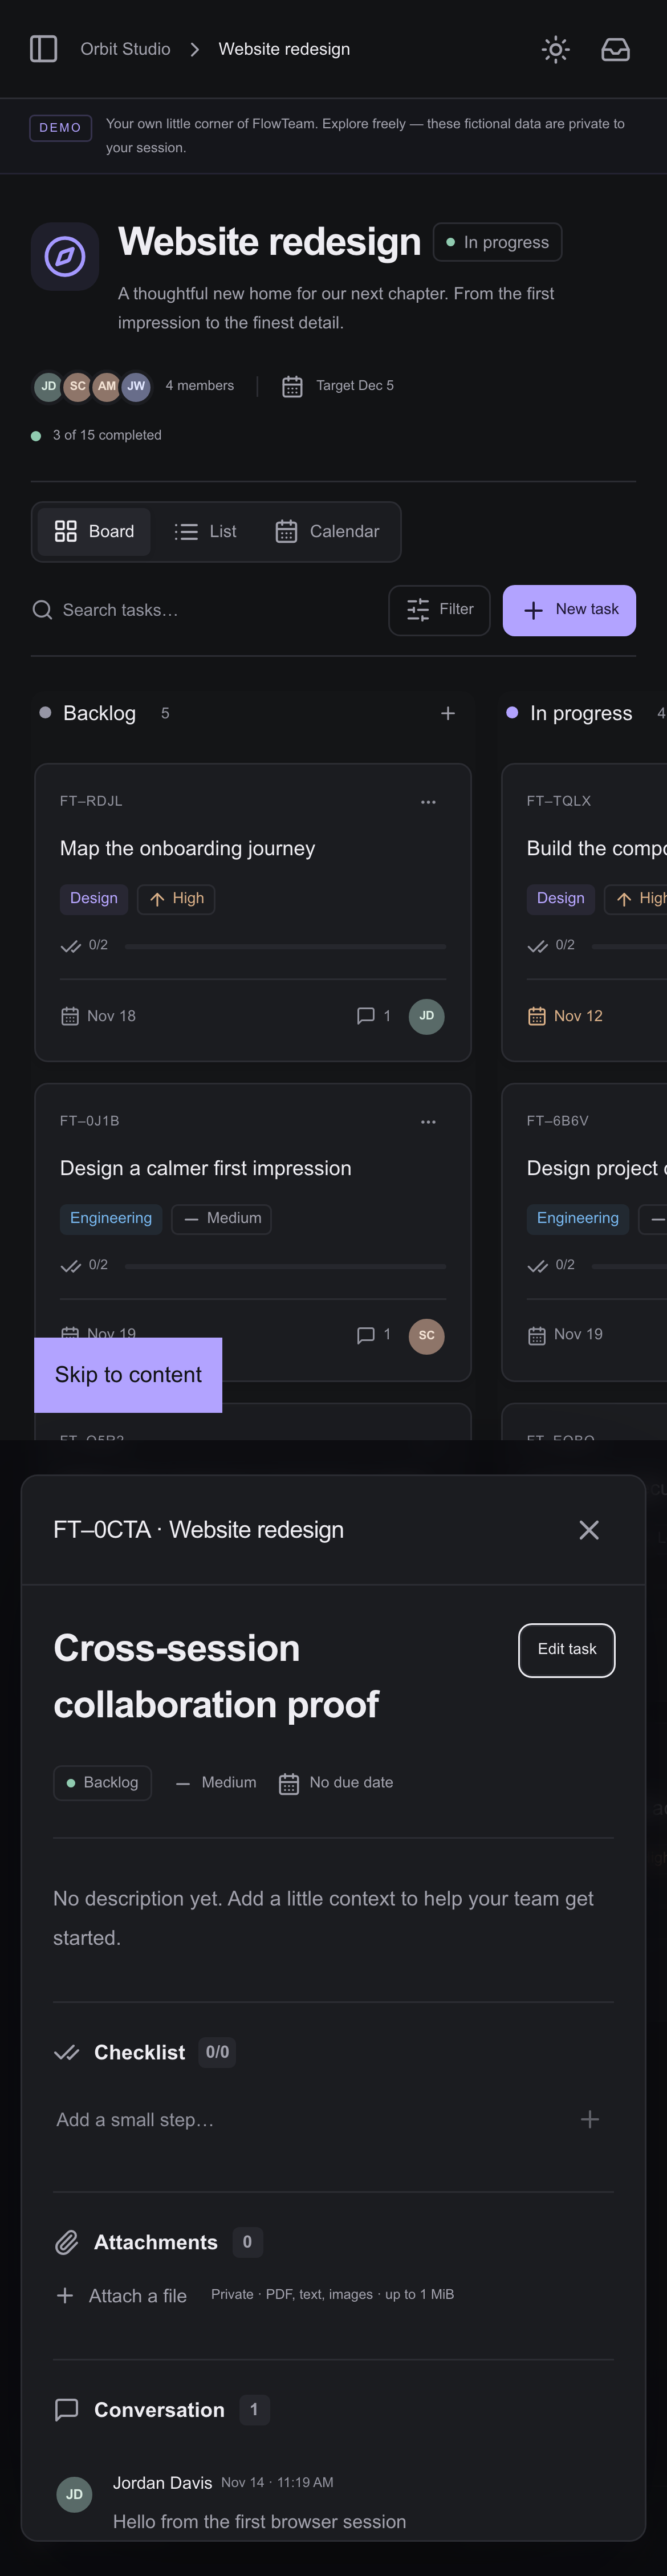 Orbit Studio > Website redesign
DEMO
Your own little corner of FlowTeam. Explore freely — these fictional data are private to
your session.
Website redesign
In progress
A thoughtful new home for our next chapter. From the first
impression to the finest detail.
JD SC AM JW 4 members
Target Dec 5
3 of 15 completed
Board
List
Calendar
Search tasks…
Filter
New task
Backlog 5
FT–RDJL
Map the onboarding journey
Design
High
0/2
Nov 18
1
JD
FT–0J1B
Design a calmer first impression
Engineering
Medium
0/2
Nov 19
1
SC
Skip to content
In progress 4
FT–TQLX
Build the compo
Design
High
0/2
Nov 12
FT–6B6V
Design project
Engineering
0/2
Nov 19
FT–0CTA · Website redesign
Cross-session
collaboration proof
Edit task
Backlog
Medium
No due date
No description yet. Add a little context to help your team get
started.
Checklist 0/0
Add a small step…
Attachments 0
Attach a file
Private · PDF, text, images · up to 1 MiB
Conversation 1
JD
Jordan Davis Nov 14 · 11:19 AM
Hello from the first browser session